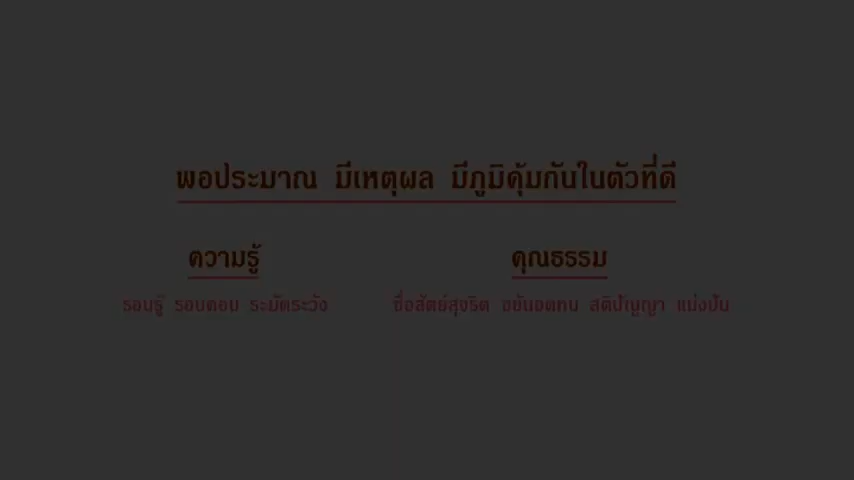 พอประมาณ มีเหตุผล มีภูมิคุ้มกันในตัวที่ดี
ความรู้ คุณธรรม
รอบรู้ รอบคอบ ระมัดระวัง ซื่อสัตย์สุจริต ขยันอดทน สติปัญญา แบ่งปัน